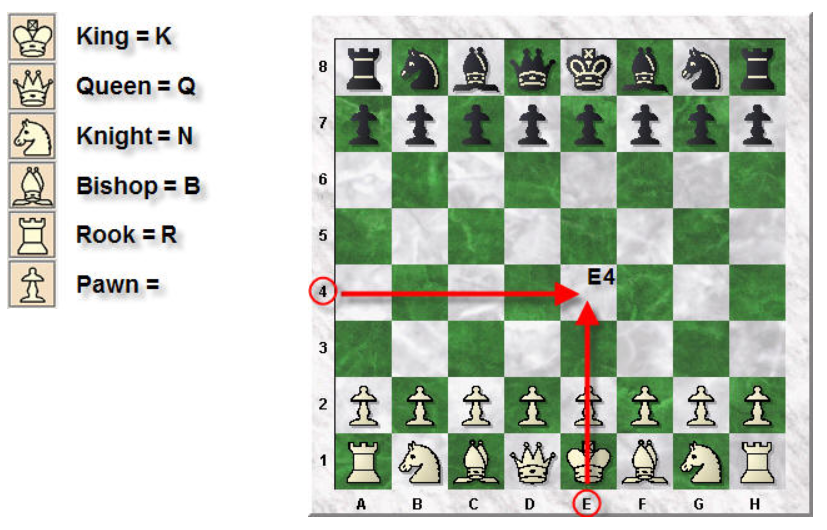 King = K
Queen = Q
Knight = N
Bishop = B
Rook = R
Pawn =
8
7
6
5
E4
4
3
2
1
A B C D E F G H